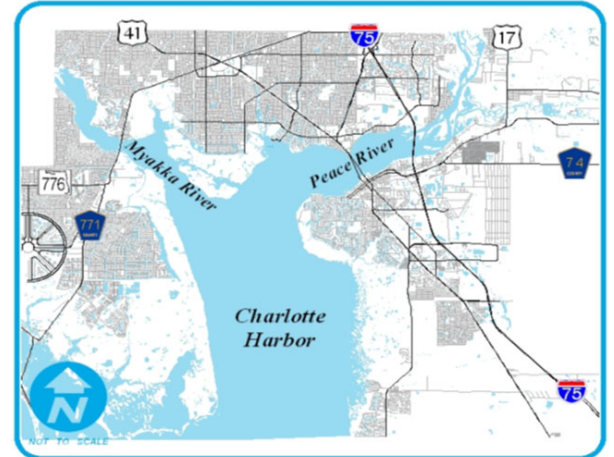 41
75
17
Myakka River
Peace River
74
COUNTY
776
771
COUNTY
Charlotte
Harbor
N
NOT TO SCALE
75